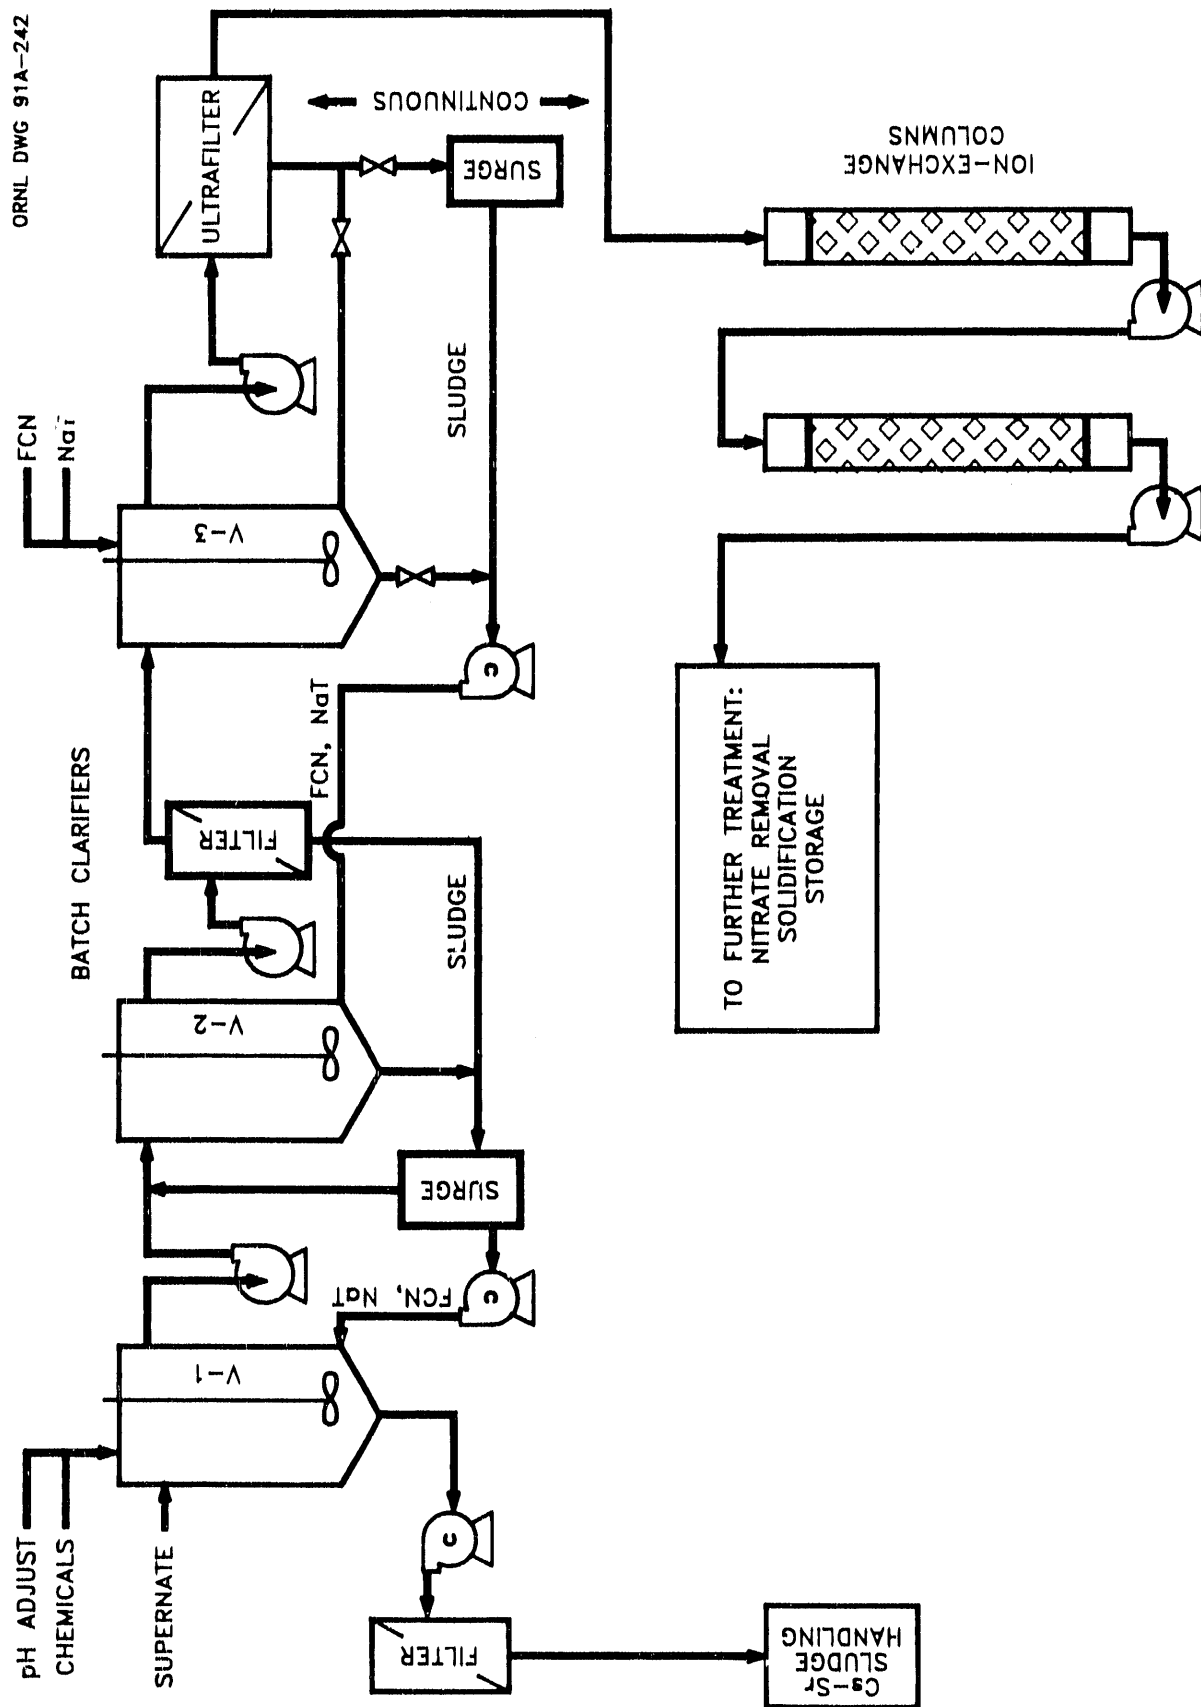 ORNL DWG 91A-242
pH ADJUST
CHEMICALS
SUPERNATE
V-1
FCN, NaT
C
C
FILTER
Cs-Sr
SLUDGE
HANDLING
BATCH CLARIFIERS
V-2
FILTER
SURGE
SLUDGE
FCN, NaT
C
FCN
NaT
V-3
ULTRAFILTER
CONTINUOUS
SURGE
SLUDGE
ION-EXCHANGE
COLUMNS
TO FURTHER TREATMENT:
NITRATE REMOVAL
SOLIDIFICATION
STORAGE